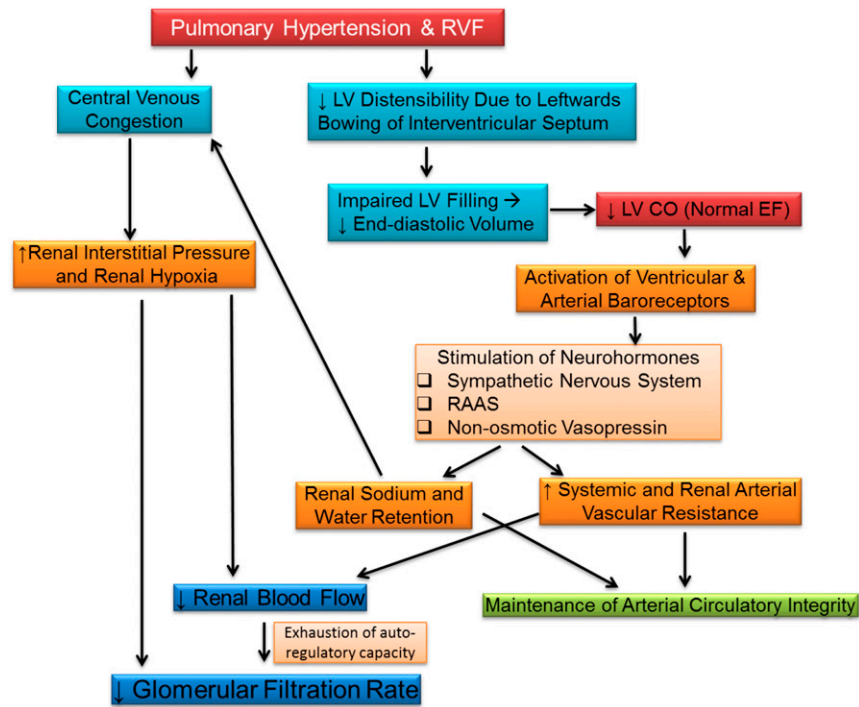 Pulmonary Hypertension & RVF
Central Venous
Congestion
↓ LV Distensibility Due to Leftwards
Bowing of Interventricular Septum
Impaired LV Filling →
↓ End-diastolic Volume
↓ LV CO (Normal EF)
↑Renal Interstitial Pressure
and Renal Hypoxia
Activation of Ventricular &
Arterial Baroreceptors
Stimulation of Neurohormones
❑ Sympathetic Nervous System
❑ RAAS
❑ Non-osmotic Vasopressin
Renal Sodium and
Water Retention
↑ Systemic and Renal Arterial
Vascular Resistance
↓ Renal Blood Flow
Maintenance of Arterial Circulatory Integrity
Exhaustion of auto-
regulatory capacity
↓ Glomerular Filtration Rate